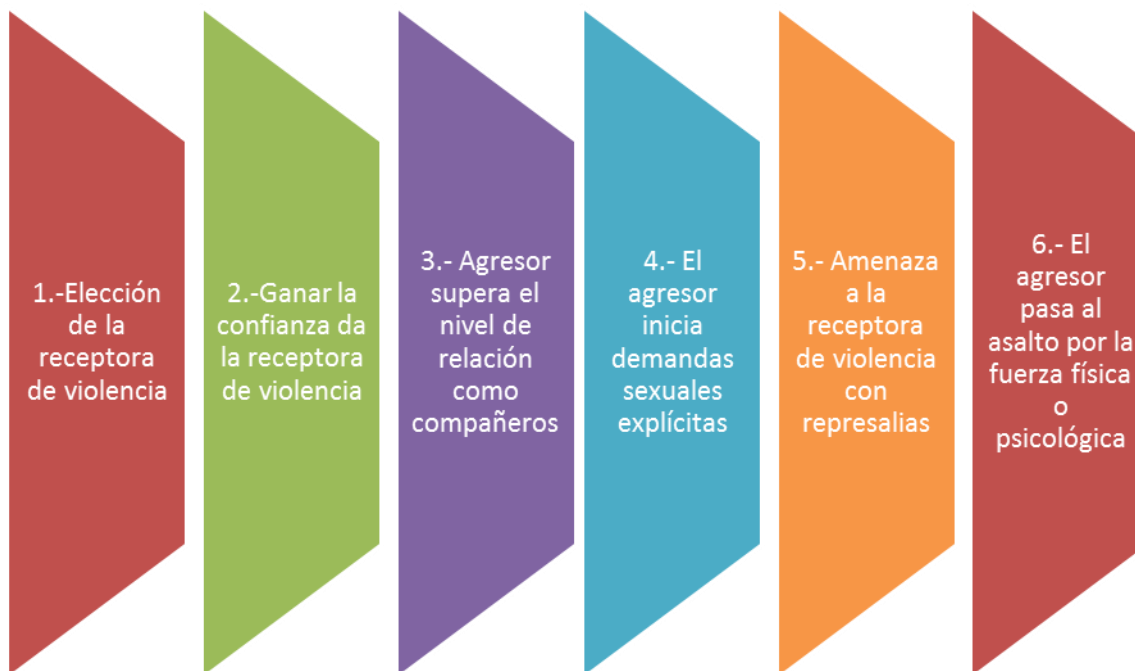 1.-Elección
de la
receptora
de violencia
2.-Ganar la
confianza da
la receptora
de violencia
3.- Agresor
supera el
nivel de
relación
como
compañeros
4.- El
agresor
inicia
demandas
sexuales
explícitas
5.- Amenaza
a la
receptora
de violencia
con
represalias
6.- El
agresor
pasa al
asalto por la
fuerza física
o
psicológica